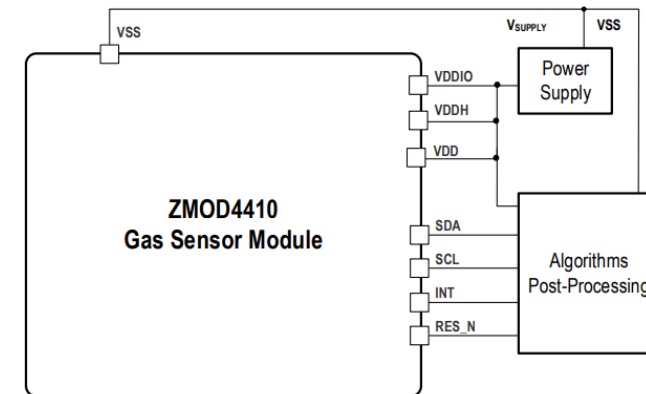 VSS
VSUPPLY
VSS
Power
Supply
VDDIO
VDDH
VDD
ZMOD4410
Gas Sensor Module
SDA
SCL
INT
RES_N
Algorithms
Post-Processing